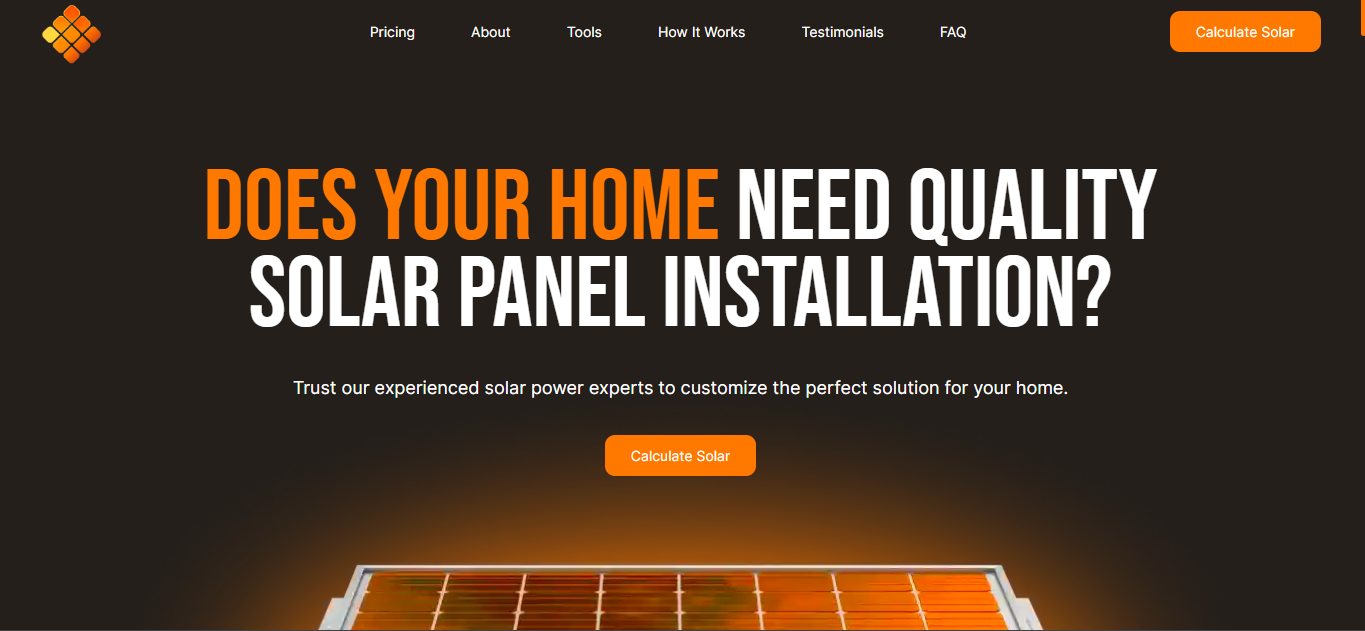 Pricing
About
Tools
How It Works
Testimonials
FAQ
Calculate Solar
DOES YOUR HOME NEED QUALITY
SOLAR PANEL INSTALLATION?
Trust our experienced solar power experts to customize the perfect solution for your home.
Calculate Solar